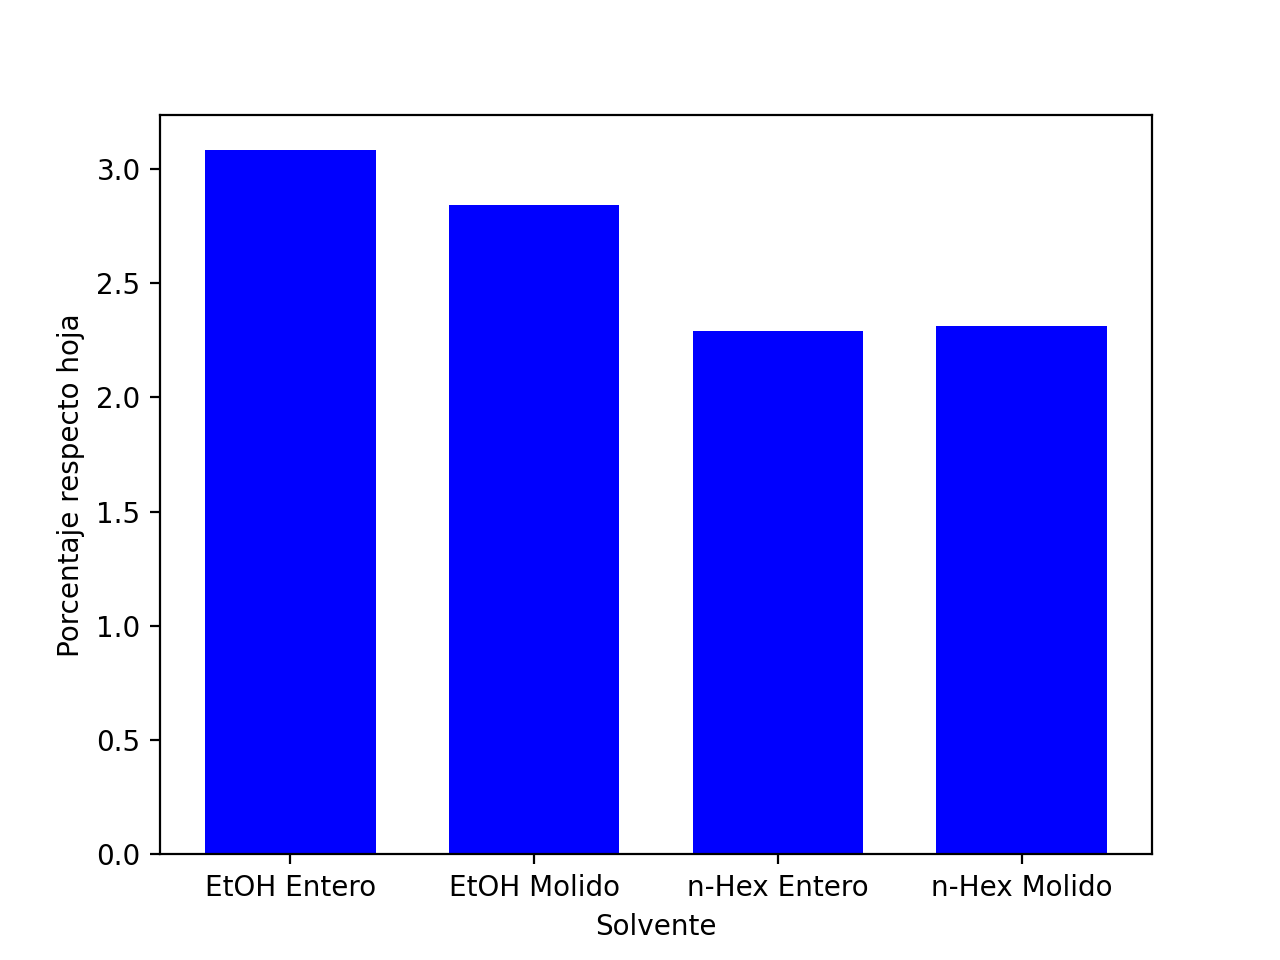 3.0
2.5
2.0
1.5
1.0
0.5
0.0
Porcentaje respecto hoja
EtOH Entero EtOH Molido n-Hex Entero n-Hex Molido
Solvente